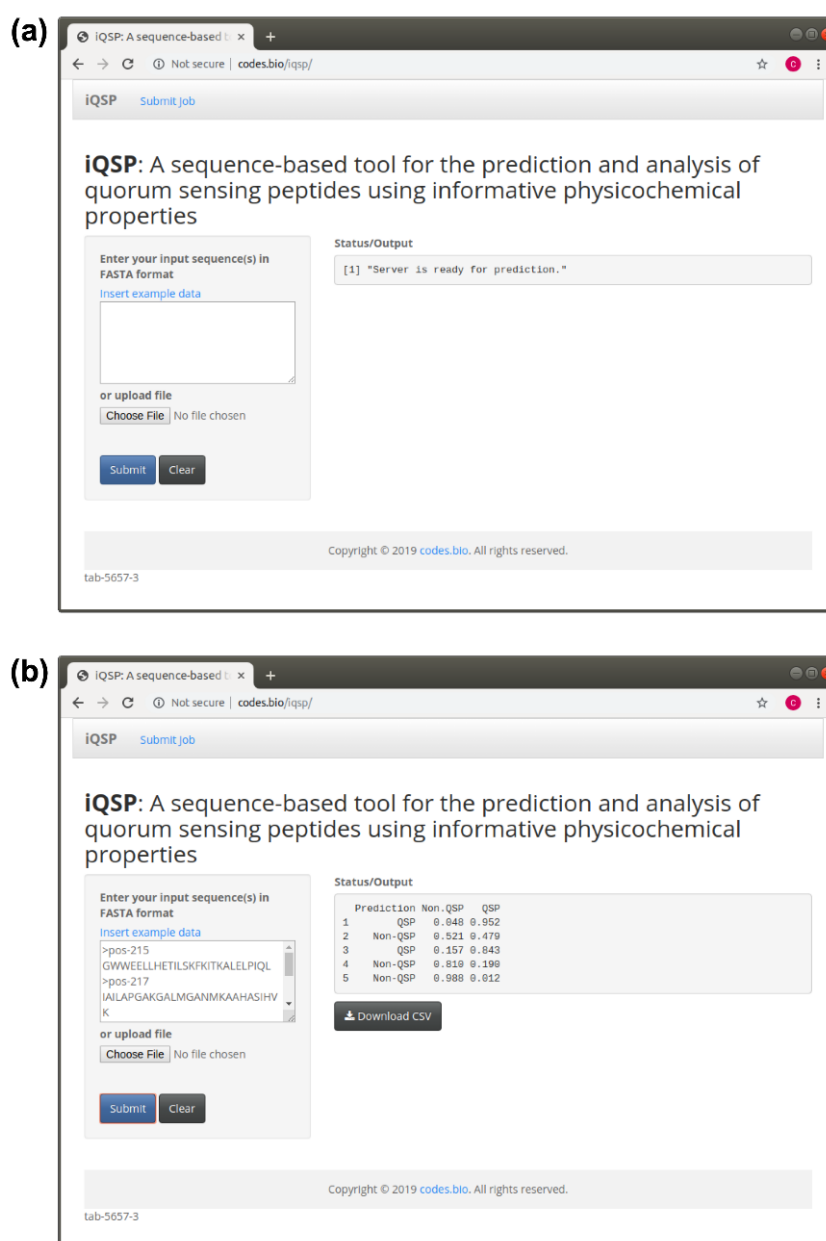 (a)
iQSP: A sequence-based t × +
Not secure | codes.bio/iqsp/
C
iQSP Submit Job
iQSP: A sequence-based tool for the prediction and analysis of
quorum sensing peptides using informative physicochemical
properties
Enter your input sequence(s) in
FASTA format
Insert example data
or upload file
Choose File No file chosen
Submit Clear
Status/Output
[1] "Server is ready for prediction."
Copyright © 2019 codes.bio. All rights reserved.
tab-5657-3
(b)
iQSP: A sequence-based t × +
Not secure | codes.bio/iqsp/
C
iQSP Submit Job
iQSP: A sequence-based tool for the prediction and analysis of
quorum sensing peptides using informative physicochemical
properties
Enter your input sequence(s) in
FASTA format
Insert example data
>pos-215
GWWEELLHETILSKFKITKALELPIQL
>pos-217
IAILAPGAKGALMGANMKAAHASIHV
K
or upload file
Choose File No file chosen
Submit Clear
Status/Output
Prediction Non.QSP QSP
1 QSP 0.048 0.952
2 Non-QSP 0.521 0.479
3 QSP 0.157 0.843
4 Non-QSP 0.810 0.190
5 Non-QSP 0.988 0.012
Download CSV
Copyright © 2019 codes.bio. All rights reserved.
tab-5657-3